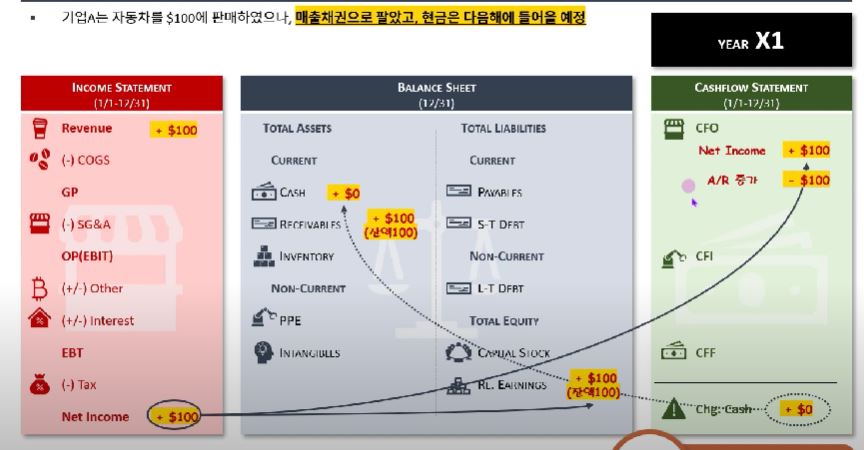 ▪ 기업A는 자동차를 $100에 판매하였으나, 매출채권으로 팔았고, 현금은 다음해에 들어올 예정
YEAR X1
INCOME STATEMENT
(1/1-12/31)
Revenue + $100
(-) COGS
GP
(-) SG&A
OP(EBIT)
(+/-) Other
(+/-) Interest
EBT
(-) Tax
Net Income + $100
BALANCE SHEET
(12/31)
TOTAL ASSETS
CURRENT
CASH + $0
RECEIVABLES + $100
(잔액100)
INVENTORY
NON-CURRENT
PPE
INTANGIBLES
TOTAL LIABILITIES
CURRENT
PAYABLES
S-T DEBT
NON-CURRENT
L-T DEBT
TOTAL EQUITY
CAPITAL STOCK
RE. EARNINGS + $100
(잔액100)
CASHFLOW STATEMENT
(1/1-12/31)
CFO
Net Income + $100
A/R 증가 - $100
CFI
CFF
Chg. Cash + $0